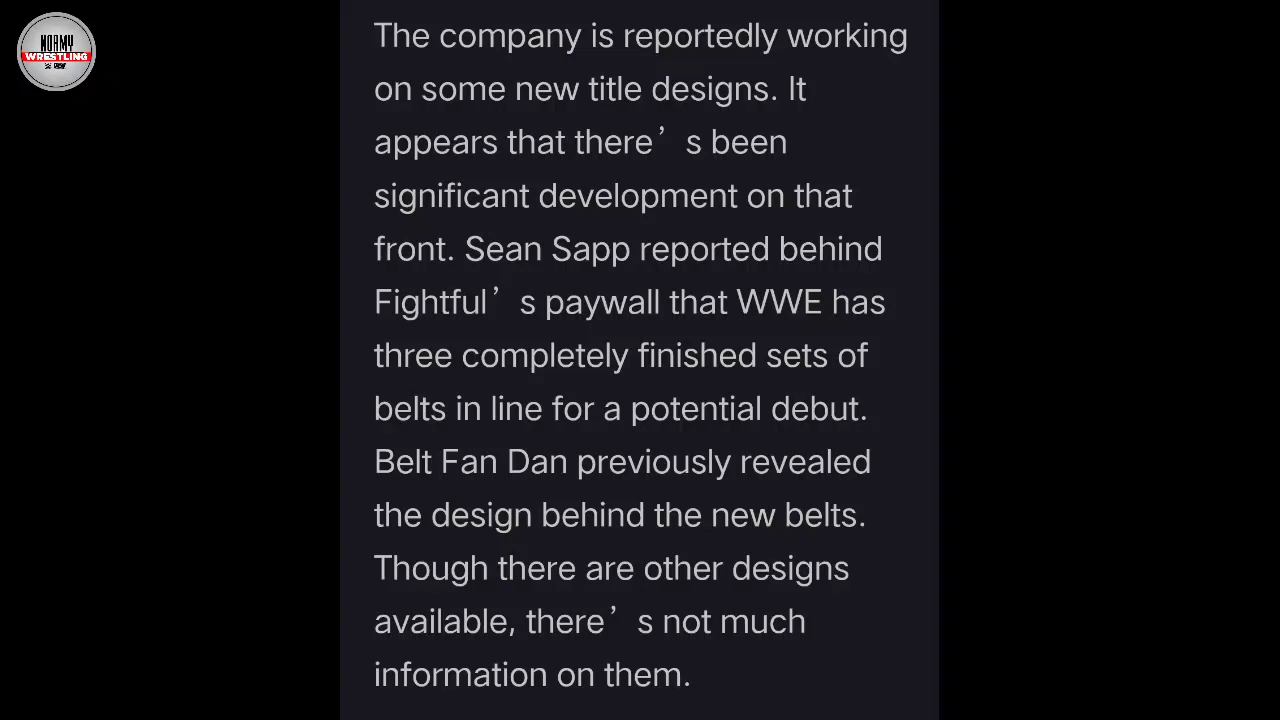 NORMY
WRESTLING
The company is reportedly working
on some new title designs. It
appears that there’s been
significant development on that
front. Sean Sapp reported behind
Fightful’s paywall that WWE has
three completely finished sets of
belts in line for a potential debut.
Belt Fan Dan previously revealed
the design behind the new belts.
Though there are other designs
available, there’s not much
information on them.